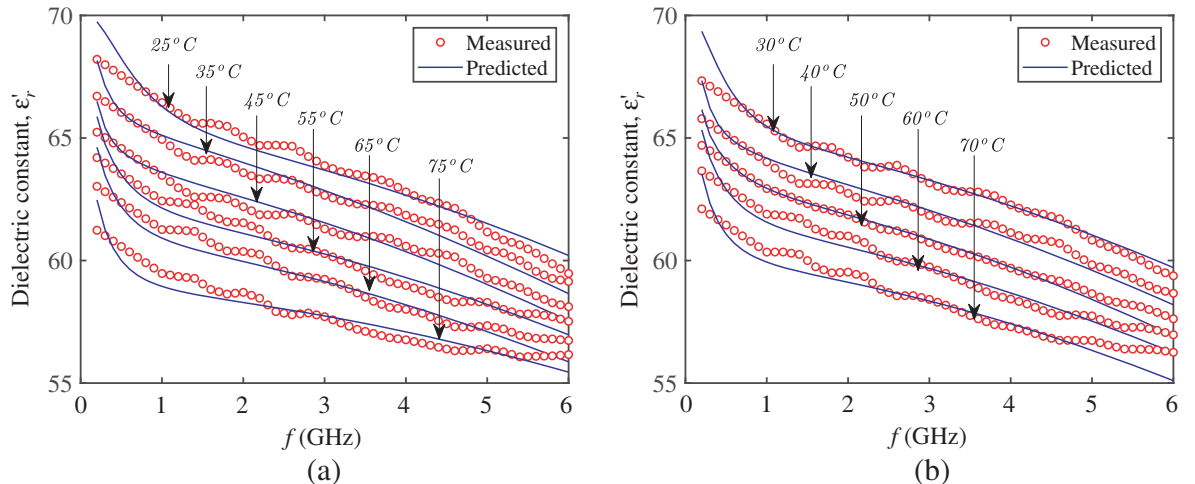 70
65
60
55
Dielectric constant, ε'r
25°C
35°C
45°C
55°C
65°C
75°C
Measured
Predicted
0 1 2 3 4 5 6
f (GHz)
(a)
70
65
60
55
Dielectric constant, ε'r
30°C
40°C
50°C
60°C
70°C
Measured
Predicted
0 1 2 3 4 5 6
f (GHz)
(b)